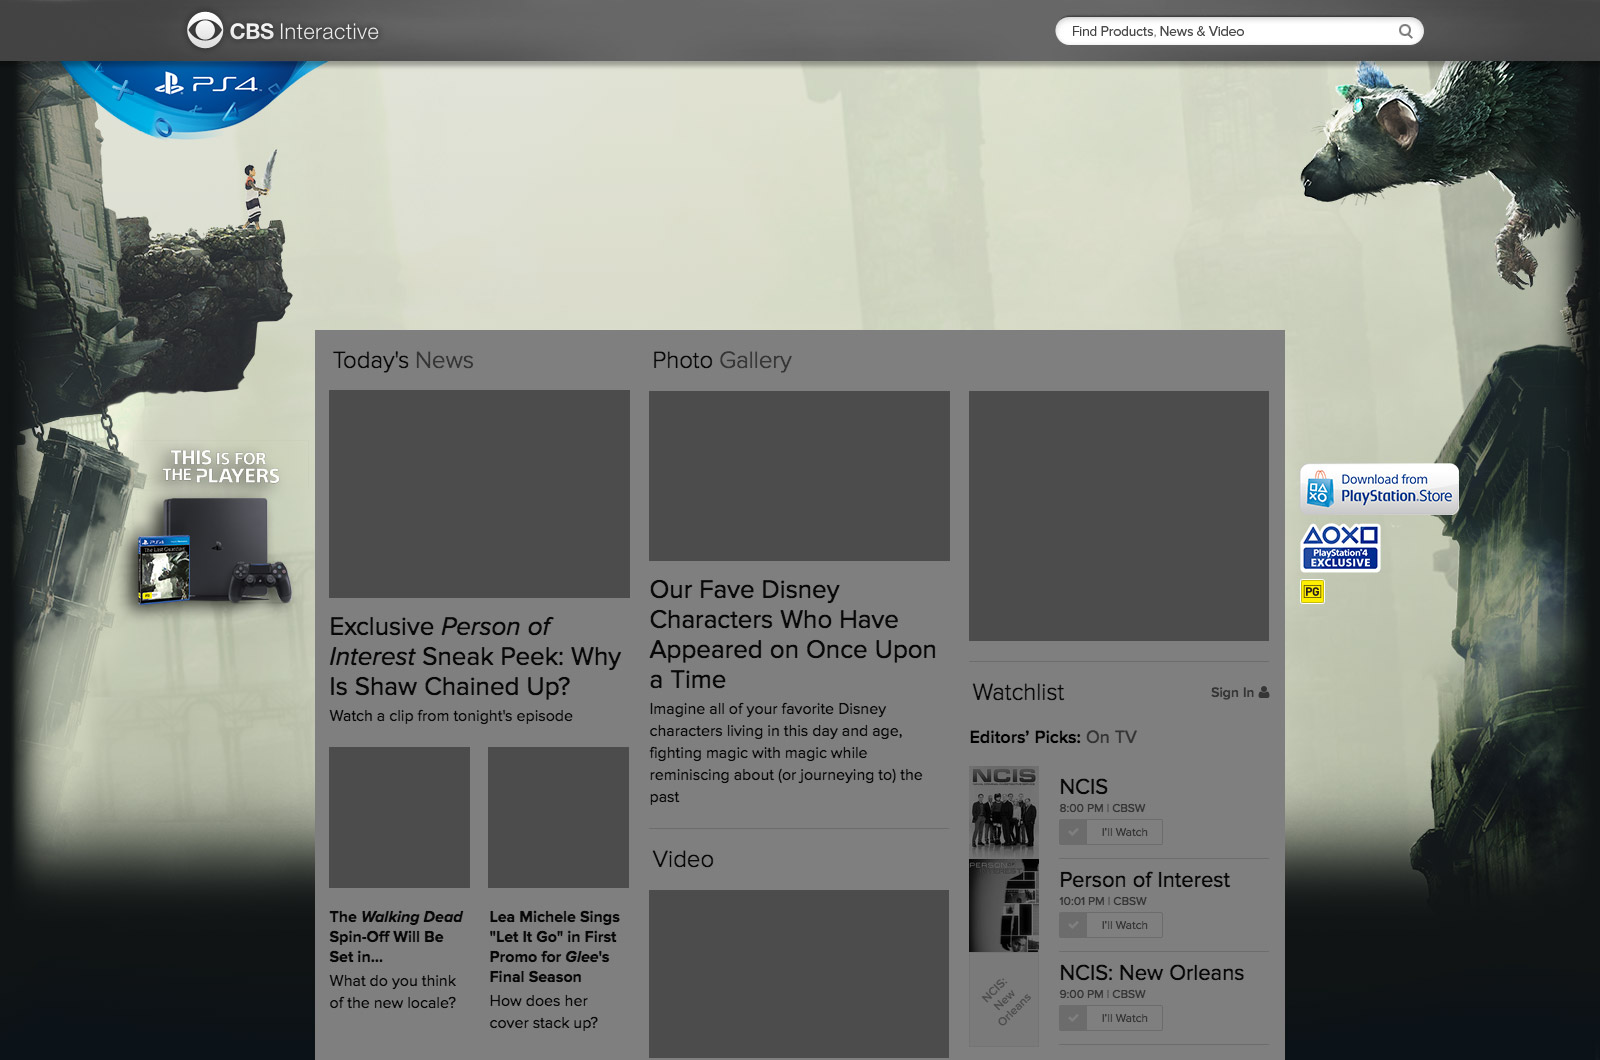 CBS Interactive
Find Products, News & Video
PS4
THIS IS FOR
THE PLAYERS
PS4
The Last Guardian
Download from
PlayStation Store
PlayStation 4
EXCLUSIVE
PG
Today's News
Exclusive Person of
Interest Sneak Peek: Why
Is Shaw Chained Up?
Watch a clip from tonight's episode
The Walking Dead
Spin-Off Will Be
Set in...
What do you think
of the new locale?
Lea Michele Sings
"Let It Go" in First
Promo for Glee's
Final Season
How does her
cover stack up?
Photo Gallery
Our Fave Disney
Characters Who Have
Appeared on Once Upon
a Time
Imagine all of your favorite Disney
characters living in this day and age,
fighting magic with magic while
reminiscing about (or journeying to) the
past
Video
Watchlist
Sign In
Editors’ Picks: On TV
NCIS
NCIS
8:00 PM | CBSW
I'll Watch
PERSON OF
INTEREST
Person of Interest
10:01 PM | CBSW
I'll Watch
NCIS:
New
Orleans
NCIS: New Orleans
9:00 PM | CBSW
I'll Watch